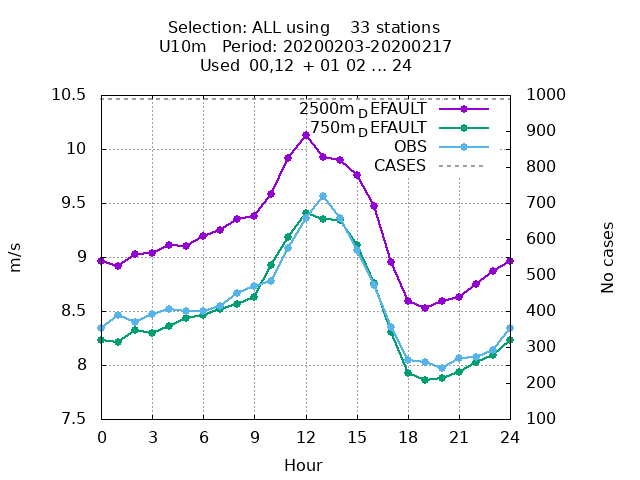 Selection: ALL using    33 stations
U10m   Period: 20200203-20200217
Used  00,12  + 01 02 ... 24
10.5
10
9.5
9
8.5
8
7.5
m/s
1000
900
800
700
600
500
400
300
200
100
No cases
2500m_DEFAULT
750m_DEFAULT
OBS
CASES
0 3 6 9 12 15 18 21 24
Hour